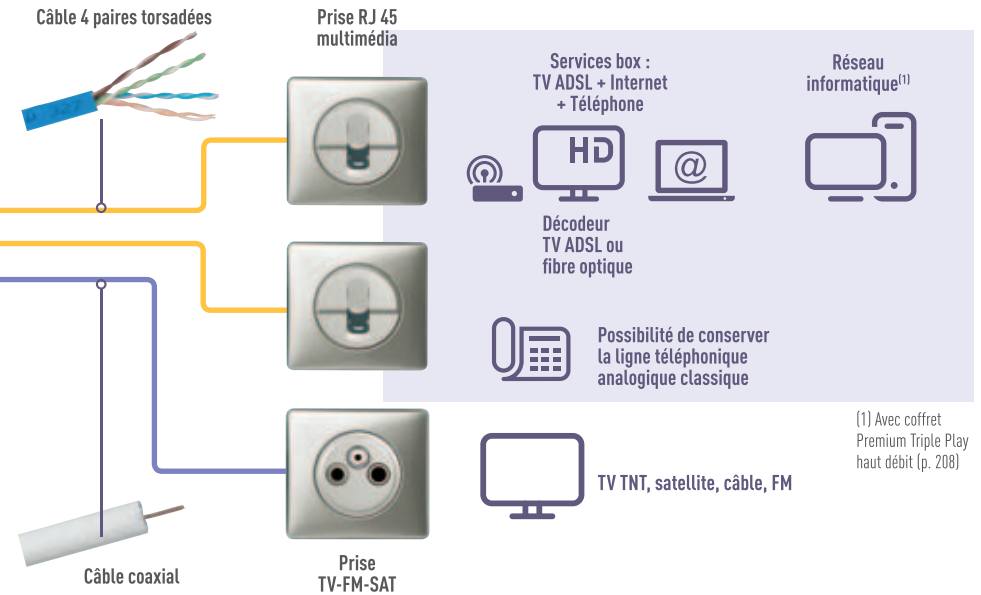 Câble 4 paires torsadées
Prise RJ 45
multimédia
Services box :
TV ADSL + Internet
+ Téléphone
Réseau
informatique(1)
HD
@
Décodeur
TV ADSL ou
fibre optique
Possibilité de conserver
la ligne téléphonique
analogique classique
(1) Avec coffret
Premium Triple Play
haut débit (p. 208)
TV TNT, satellite, câble, FM
Câble coaxial
Prise
TV-FM-SAT